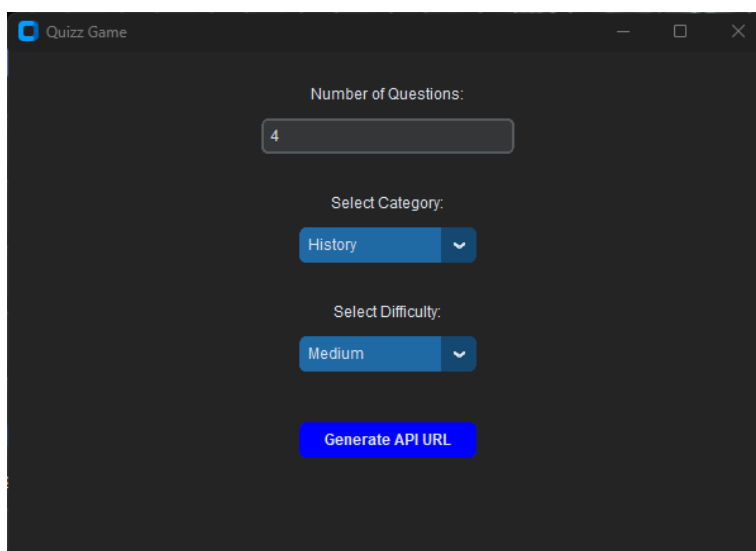 Quizz Game
Number of Questions:
4
Select Category:
History
Select Difficulty:
Medium
Generate API URL